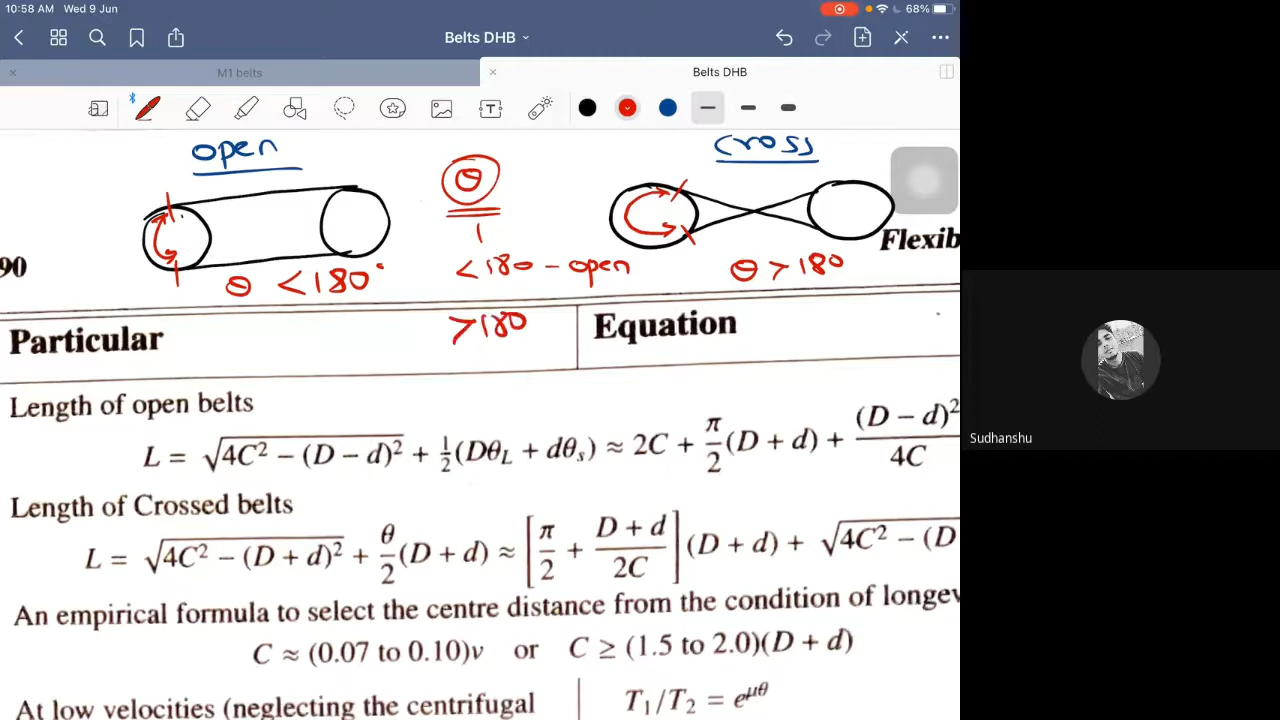 10:58 AM Wed 9 Jun 68%
Belts DHB
M1 belts
Belts DHB
open cross
θ
<180 - open
θ <180°
θ >180
>180
90
Flexib
Particular Equation
Length of open belts
L = √4C² − (D − d)² + ½(DθL + dθs) ≈ 2C + π/2 (D + d) + (D − d)²/4C
Length of Crossed belts
L = √4C² − (D + d)² + θ/2 (D + d) ≈ [π/2 + D + d/2C] (D + d) + √4C² − (D
An empirical formula to select the centre distance from the condition of longev
C ≈ (0.07 to 0.10)v or C ≥ (1.5 to 2.0)(D + d)
At low velocities (neglecting the centrifugal T₁/T₂ = e^μθ
Sudhanshu